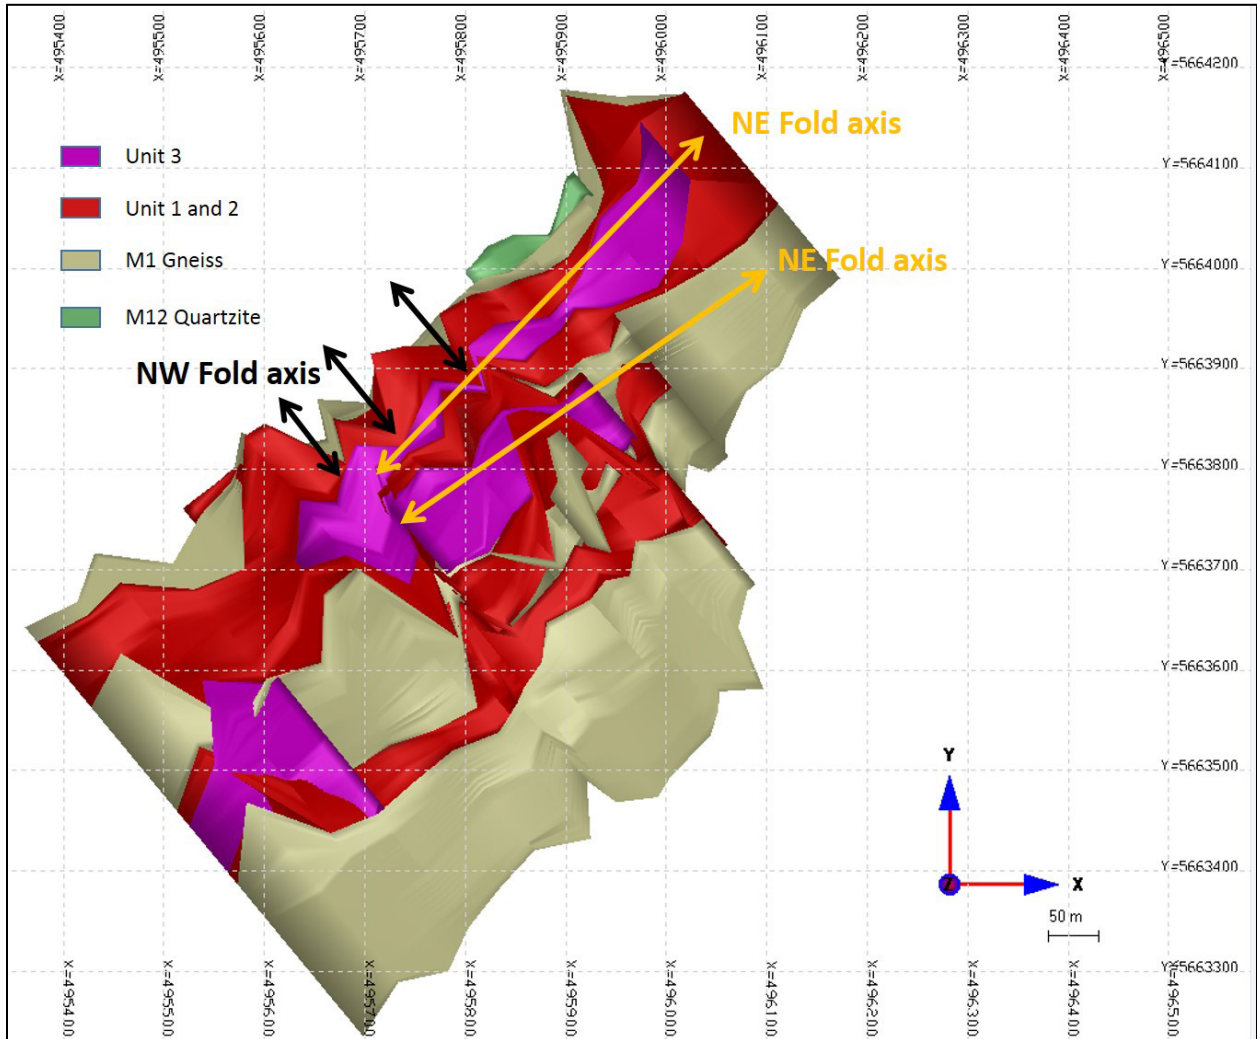 X=495400
X=495500
X=495600
X=495700
X=495800
X=495900
X=496000
X=496100
X=496200
X=496300
X=496400
X=496500
Y=5664200
NE Fold axis
Unit 3
Y=5664100
Unit 1 and 2
M1 Gneiss
NE Fold axis
Y=5664000
M12 Quartzite
NW Fold axis
Y=5663900
Y=5663800
Y=5663700
Y=5663600
Y=5663500
Y
Y=5663400
Z
X
50 m
Y=5663300
X=495400
X=495500
X=495600
X=495700
X=495800
X=495900
X=496000
X=496100
X=496200
X=496300
X=496400
X=496500